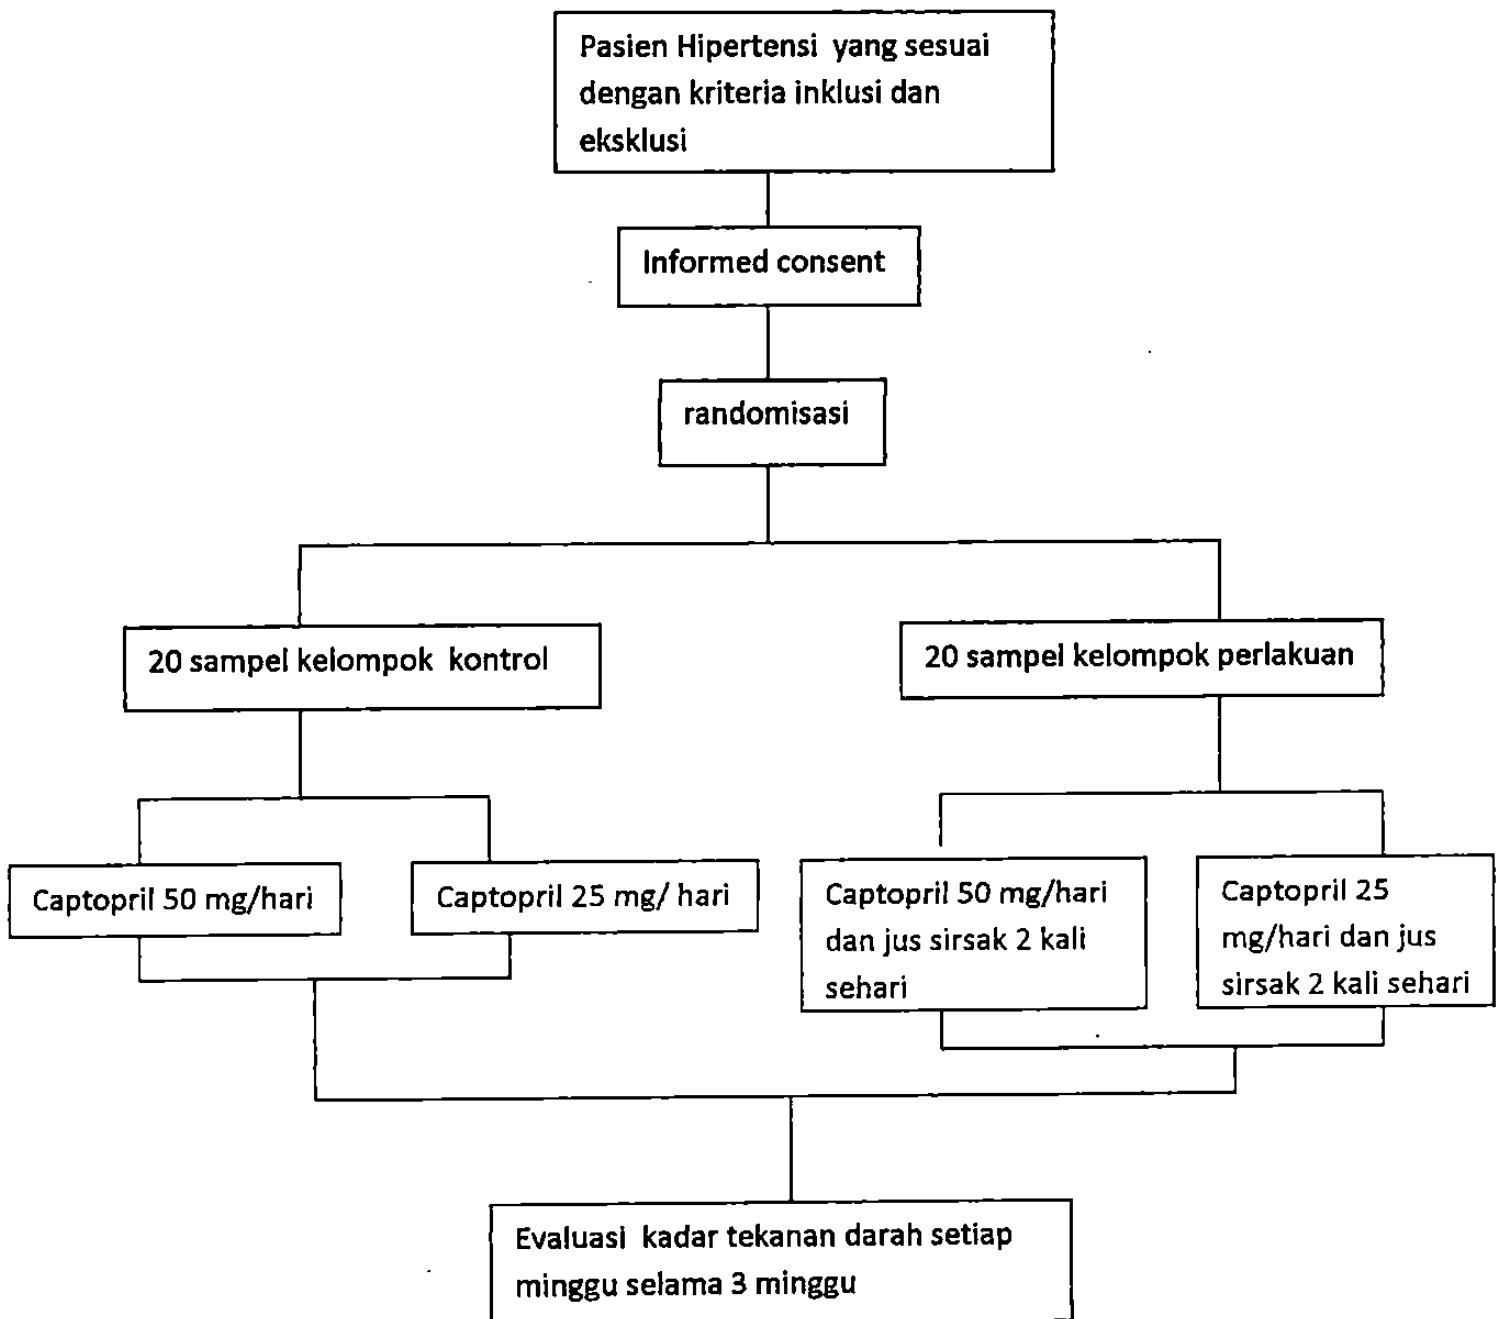 Pasien Hipertensi yang sesuai
dengan kriteria inklusi dan
eksklusi
Informed consent
randomisasi
20 sampel kelompok kontrol
20 sampel kelompok perlakuan
Captopril 50 mg/hari
Captopril 25 mg/ hari
Captopril 50 mg/hari
dan jus sirsak 2 kali
sehari
Captopril 25
mg/hari dan jus
sirsak 2 kali sehari
Evaluasi kadar tekanan darah setiap
minggu selama 3 minggu